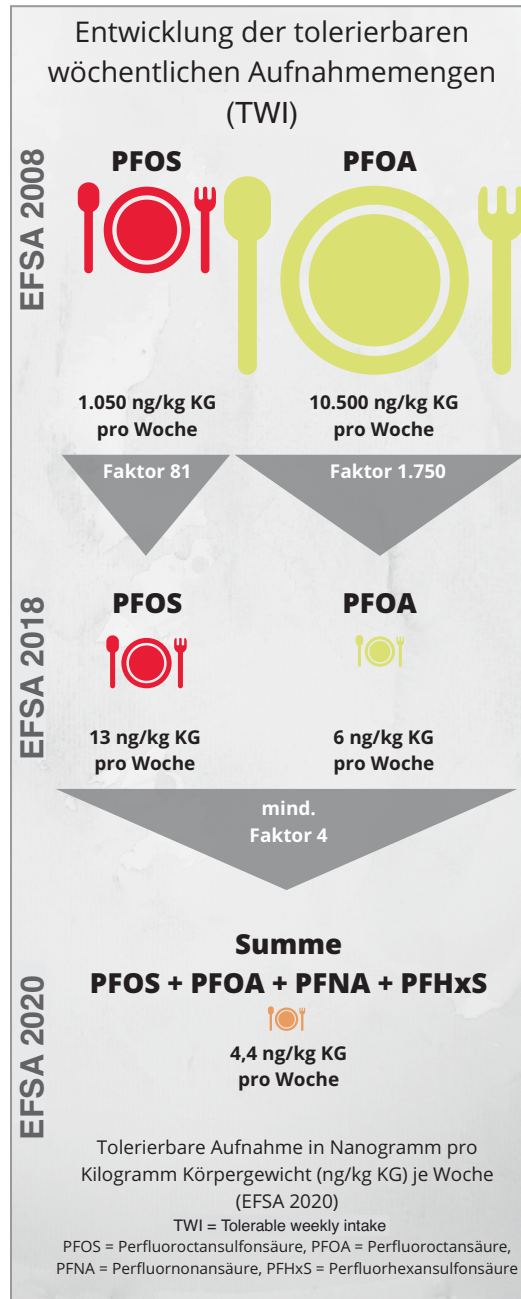 Entwicklung der tolerierbaren
wöchentlichen Aufnahmemengen
(TWI)
EFSA 2008
PFOS PFOA
1.050 ng/kg KG
pro Woche
10.500 ng/kg KG
pro Woche
Faktor 81
Faktor 1.750
EFSA 2018
PFOS PFOA
13 ng/kg KG
pro Woche
6 ng/kg KG
pro Woche
mind.
Faktor 4
EFSA 2020
Summe
PFOS + PFOA + PFNA + PFHxS
4,4 ng/kg KG
pro Woche
Tolerierbare Aufnahme in Nanogramm pro
Kilogramm Körpergewicht (ng/kg KG) je Woche
(EFSA 2020)
TWI = Tolerable weekly intake
PFOS = Perfluoroctansulfonsäure, PFOA = Perfluoroctansäure,
PFNA = Perfluornonansäure, PFHxS = Perfluorhexansulfonsäure